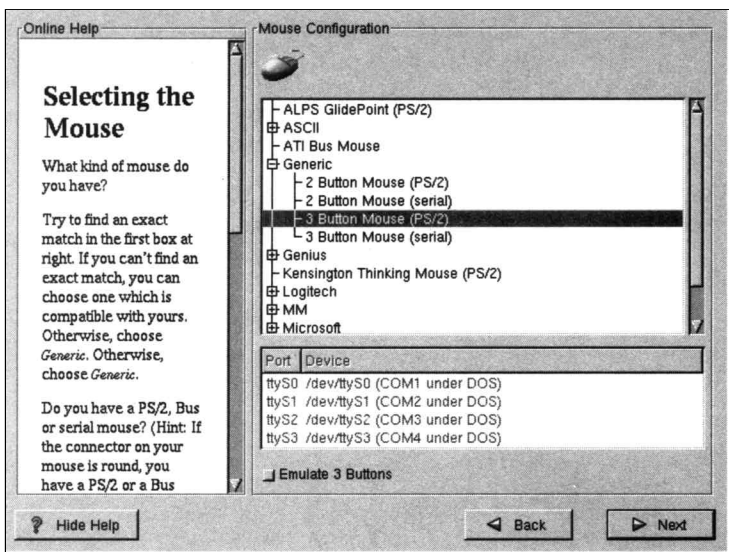 Online Help
Selecting the
Mouse
What kind of mouse do
you have?
Try to find an exact
match in the first box at
right. If you can't find an
exact match, you can
choose one which is
compatible with yours.
Otherwise, choose
Generic. Otherwise,
choose Generic.
Do you have a PS/2, Bus
or serial mouse? (Hint: If
the connector on your
mouse is round, you
have a PS/2 or a Bus
Mouse Configuration
ALPS GlidePoint (PS/2)
ASCII
ATI Bus Mouse
Generic
2 Button Mouse (PS/2)
2 Button Mouse (serial)
3 Button Mouse (PS/2)
3 Button Mouse (serial)
Genius
Kensington Thinking Mouse (PS/2)
Logitech
MM
Microsoft
Port Device
ttyS0 /dev/ttyS0 (COM1 under DOS)
ttyS1 /dev/ttyS1 (COM2 under DOS)
ttyS2 /dev/ttyS2 (COM3 under DOS)
ttyS3 /dev/ttyS3 (COM4 under DOS)
Emulate 3 Buttons
Hide Help
Back
Next